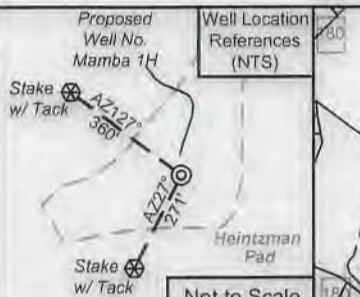 Proposed
Well No.
Mamba 1H
Well Location
References
(NTS)
180
Stake
w/ Tack
AZ127°
360'
AZ27°
271'
Heintzman
Pad
Stake
w/ Tack
Not to Scale